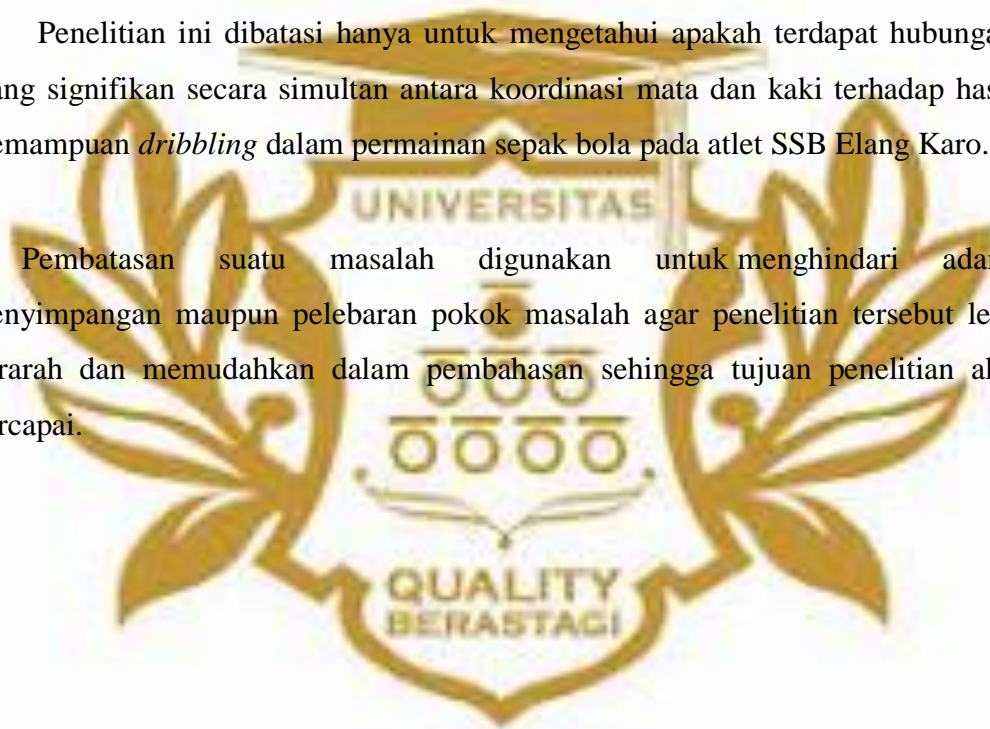 Penelitian ini dibatasi hanya untuk mengetahui apakah terdapat hubunga
ang signifikan secara simultan antara koordinasi mata dan kaki terhadap has
emampuan dribbling dalam permainan sepak bola pada atlet SSB Elang Karo.
UNIVERSITAS
Pembatasan suatu masalah digunakan untuk menghindari adan
enyimpangan maupun pelebaran pokok masalah agar penelitian tersebut le
rarah dan memudahkan dalam pembahasan sehingga tujuan penelitian ak
rcapai.
QUALITY
BERASTAGI